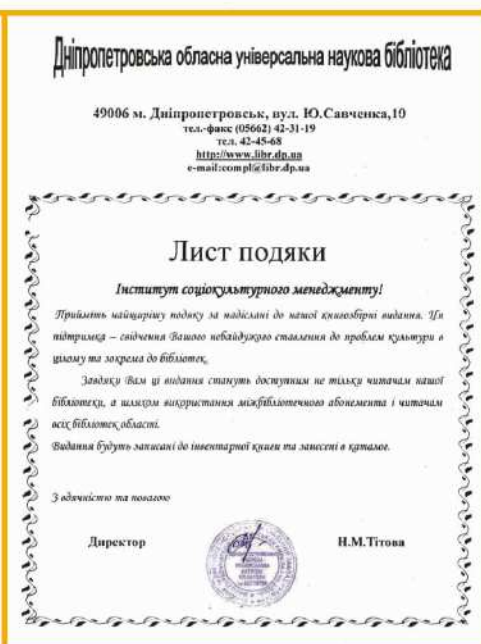 Дніпропетровська обласна універсальна наукова бібліотека
49006 м. Дніпропетровськ, вул. Ю.Савченка,10
тел.-факс (05662) 42-31-19
тел. 42-45-68
http://www.libr.dp.ua
e-mail:compl@libr.dp.ua
Лист подяки
Інститут соціокультурного менеджменту!
Прийміть найщирішу подяку за надіслані до нашої книгозбірні видання. Ця
підтримка – свідчення Вашого небайдужого ставлення до проблем культури в
цілому та зокрема до бібліотек.
Завдяки Вам ці видання стануть доступним не тільки читачам нашої
бібліотеки, а шляхом використання міжбібліотечного абонемента і читачам
всіх бібліотек області.
Видання будуть записані до інвентарної книги та занесені в каталог.
З вдячністю та повагою
Директор
Н.М.Тітова